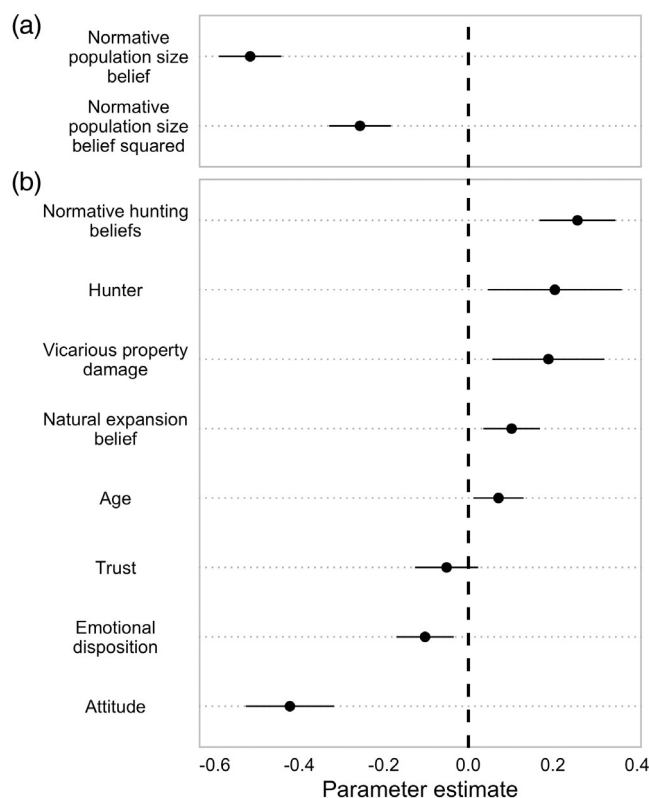 (a)
Normative
population size
belief
Normative
population size
belief squared
(b)
Normative hunting
beliefs
Hunter
Vicarious property
damage
Natural expansion
belief
Age
Trust
Emotional
disposition
Attitude
-0.6 -0.4 -0.2 0.0 0.2 0.4
Parameter estimate